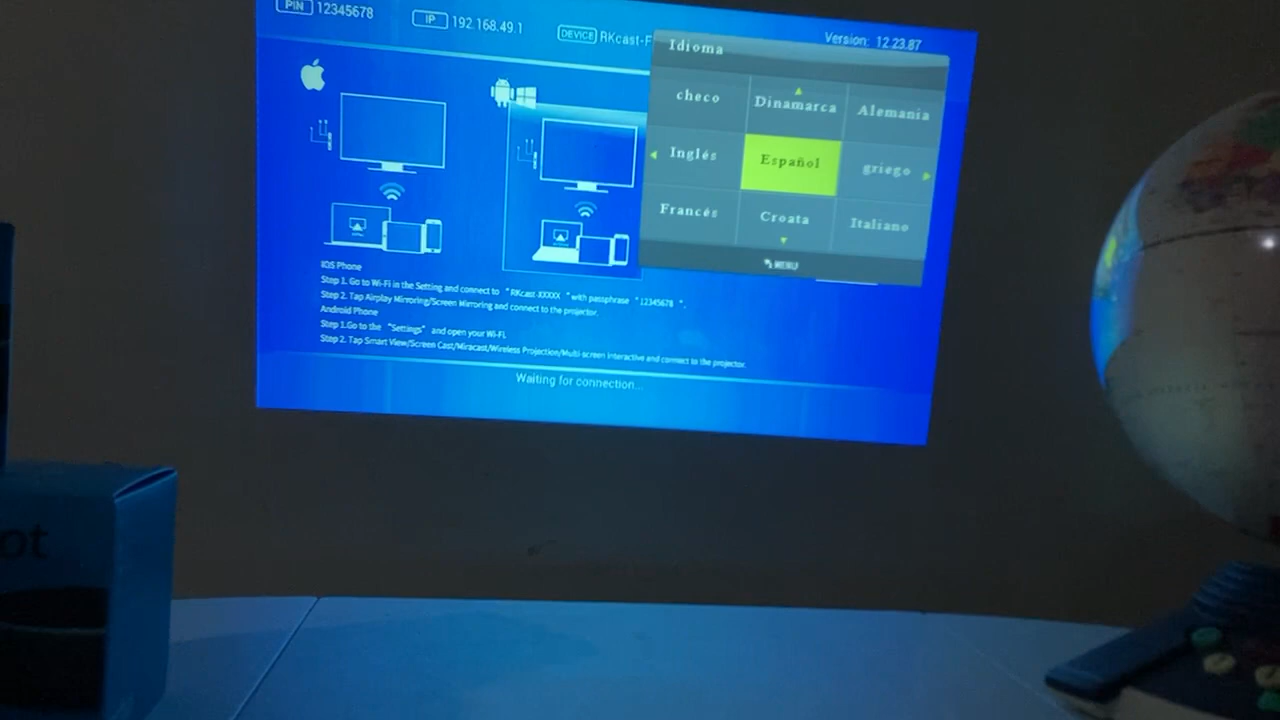 PIN 12345678
IP 192.168.49.1
DEVICE RKcast-F
Version: 12.23.87
Idioma
checo
Dinamarca
Alemania
Inglés
Español
griego
Francés
Croata
Italiano
MENU
IOS Phone
Step 1. Go to Wi-Fi in the Setting and connect to “RKcast-XXXXX ” with passphrase “12345678 ”.
Step 2. Tap Airplay Mirroring/Screen Mirroring and connect to the projector.
Android Phone
Step 1.Go to the “Settings” and open your Wi-Fi.
Step 2. Tap Smart View/Screen Cast/Miracast/Wireless Projection/Multi-screen Interactive and connect to the projector.
Waiting for connection...
ot